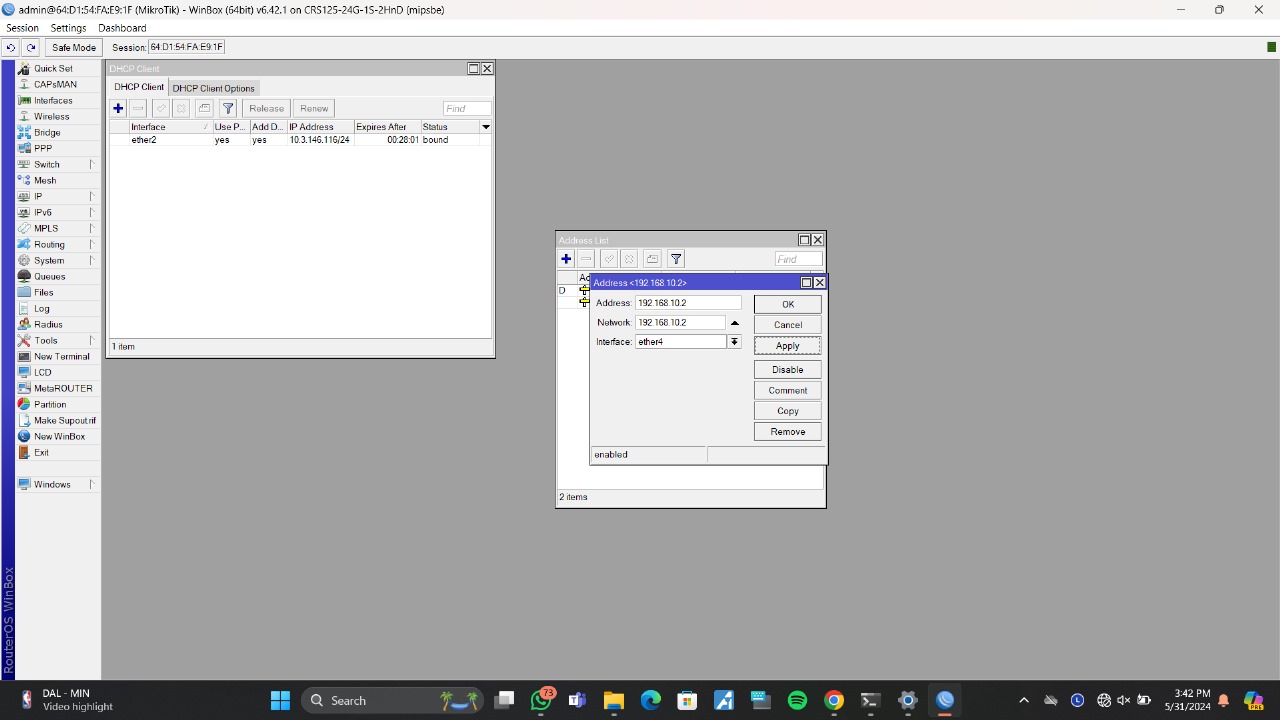 admin@64:D1:54:FA:E9:1F (MikroTik) - WinBox (64bit) v6.42.1 on CRS125-24G-1S-2HnD (mipsbe)
Session Settings Dashboard
Safe Mode Session: 64:D1:54:FA:E9:1F
Quick Set
CAPsMAN
Interfaces
Wireless
Bridge
PPP
Switch
Mesh
IP
IPv6
MPLS
Routing
System
Queues
Files
Log
Radius
Tools
New Terminal
LCD
MetaROUTER
Partition
Make Supout.rif
New WinBox
Exit
Windows
RouterOS WinBox
DHCP Client
DHCP Client DHCP Client Options
Release Renew Find
Interface Use P... Add D... IP Address Expires After Status
ether2 yes yes 10.3.146.116/24 00:28:01 bound
1 item
Address List
Find
D
Address <192.168.10.2>
Address: 192.168.10.2
Network: 192.168.10.2
Interface: ether4
OK
Cancel
Apply
Disable
Comment
Copy
Remove
enabled
2 items
DAL - MIN
Video highlight
Search
73
3:42 PM
5/31/2024
PRE